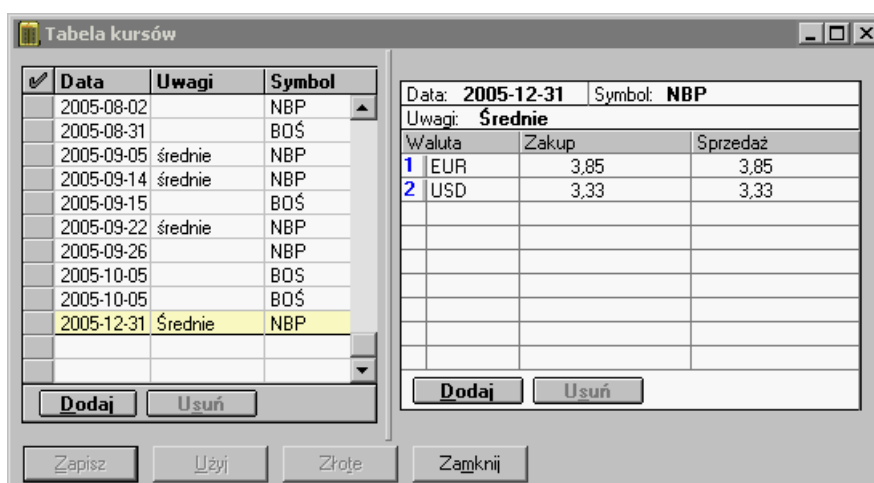 Tabela kursów
Data Uwagi Symbol
2005-08-02 NBP
2005-08-31 BOŚ
2005-09-05 średnie NBP
2005-09-14 średnie NBP
2005-09-15 BOŚ
2005-09-22 średnie NBP
2005-09-26 NBP
2005-10-05 BOS
2005-10-05 BOŚ
2005-12-31 Średnie NBP
Dodaj Usuń
Data: 2005-12-31 Symbol: NBP
Uwagi: Średnie
Waluta Zakup Sprzedaż
1 EUR 3,85 3,85
2 USD 3,33 3,33
Dodaj Usuń
Zapisz Użyj Złote Zamknij